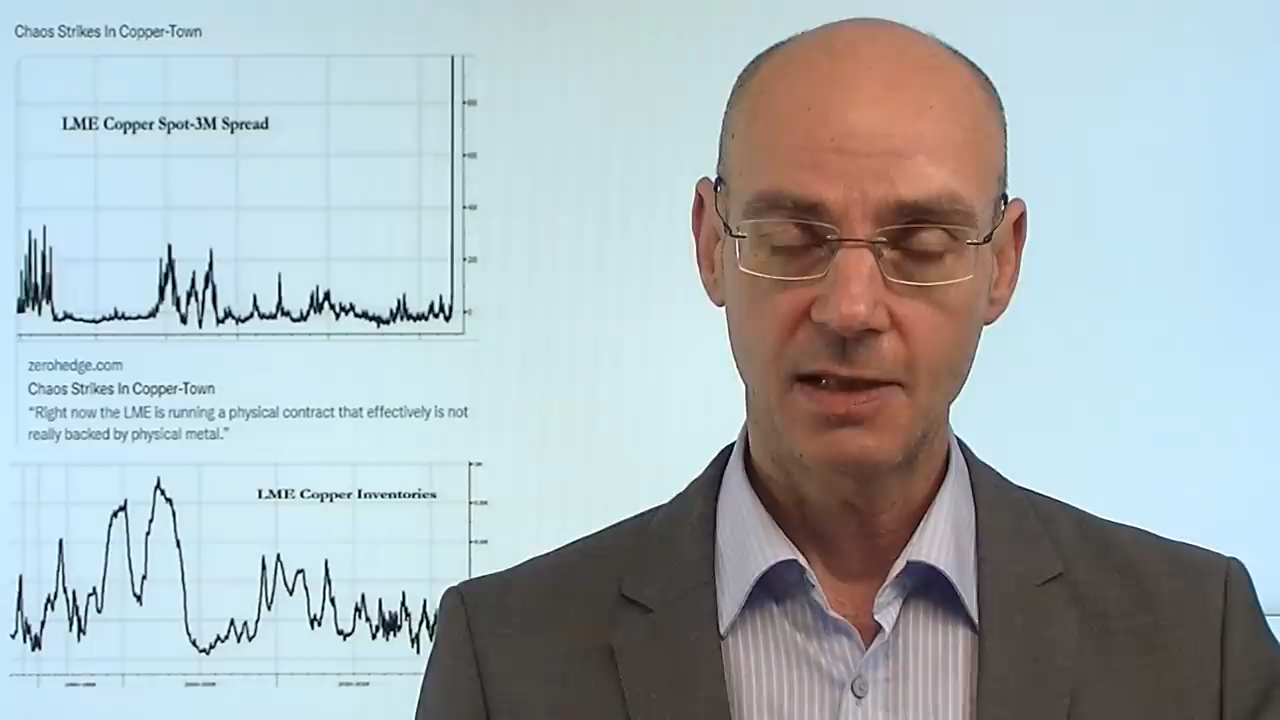 Chaos Strikes In Copper-Town
LME Copper Spot-3M Spread
zerohedge.com
Chaos Strikes In Copper-Town
"Right now the LME is running a physical contract that effectively is not
really backed by physical metal."
LME Copper Inventories